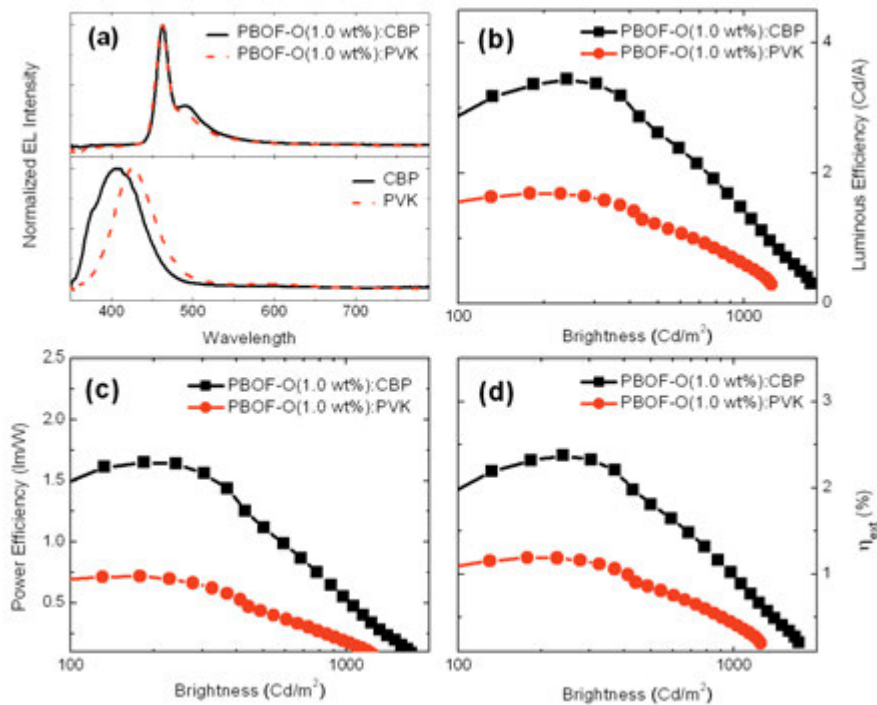 (a)
PBOF-O(1.0 wt%):CBP
PBOF-O(1.0 wt%):PVK
CBP
PVK
Normalized EL Intensity
400 500 600 700
Wavelength
(b)
PBOF-O(1.0 wt%):CBP
PBOF-O(1.0 wt%):PVK
4
2
0
Luminous Efficiency (Cd/A)
100 1000
Brightness (Cd/m²)
(c)
PBOF-O(1.0 wt%):CBP
PBOF-O(1.0 wt%):PVK
2.5
2.0
1.5
1.0
0.5
Power Efficiency (lm/W)
100 1000
Brightness (Cd/m²)
(d)
PBOF-O(1.0 wt%):CBP
PBOF-O(1.0 wt%):PVK
3
2
1
ηext (%)
100 1000
Brightness (Cd/m²)